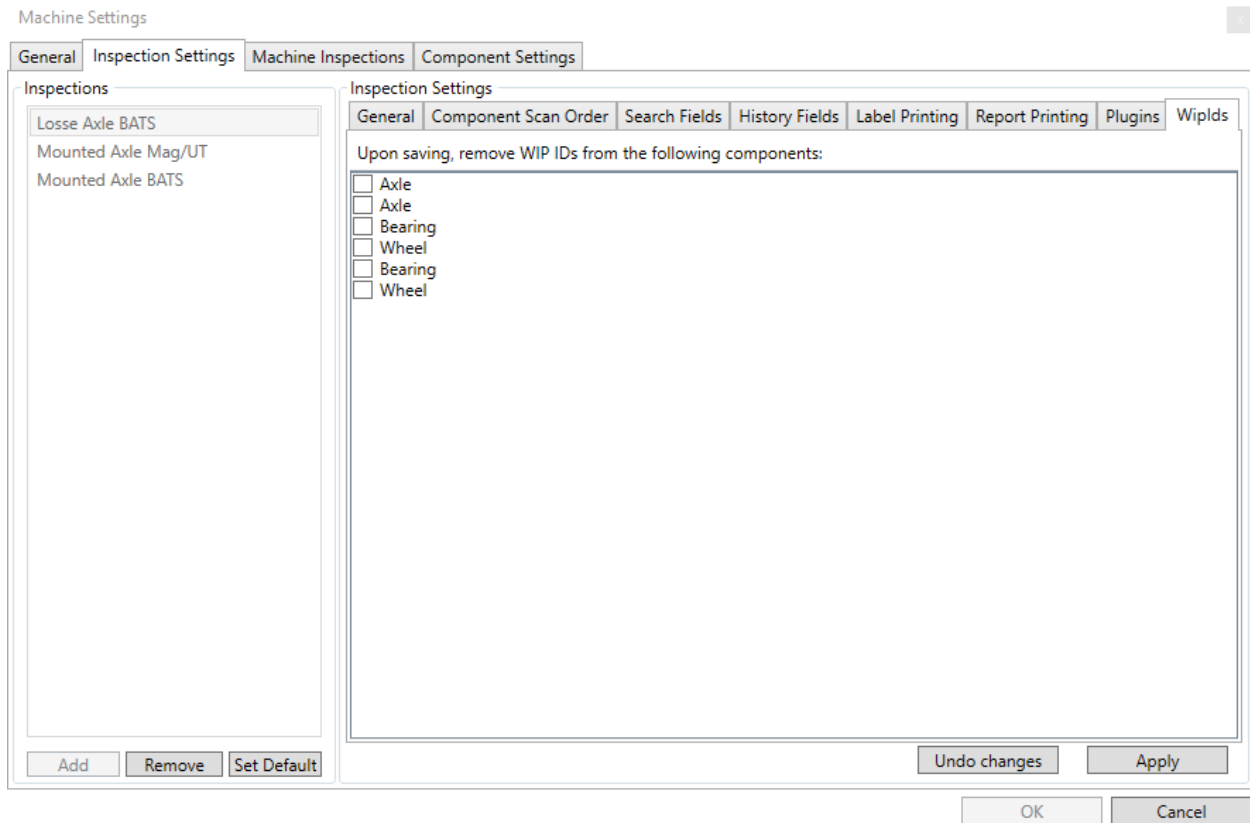 Machine Settings
x
General Inspection Settings Machine Inspections Component Settings
Inspections
Losse Axle BATS
Mounted Axle Mag/UT
Mounted Axle BATS
Add Remove Set Default
Inspection Settings
General Component Scan Order Search Fields History Fields Label Printing Report Printing Plugins WipIds
Upon saving, remove WIP IDs from the following components:
Axle
Axle
Bearing
Wheel
Bearing
Wheel
Undo changes Apply
OK Cancel